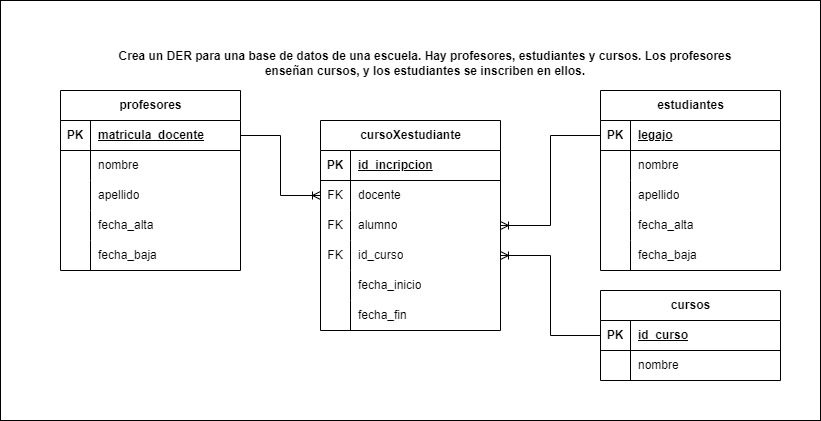 Crea un DER para una base de datos de una escuela. Hay profesores, estudiantes y cursos. Los profesores
enseñan cursos, y los estudiantes se inscriben en ellos.
profesores
PK matricula_docente
nombre
apellido
fecha_alta
fecha_baja
cursoXestudiante
PK id_incripcion
FK docente
FK alumno
FK id_curso
fecha_inicio
fecha_fin
estudiantes
PK legajo
nombre
apellido
fecha_alta
fecha_baja
cursos
PK id_curso
nombre